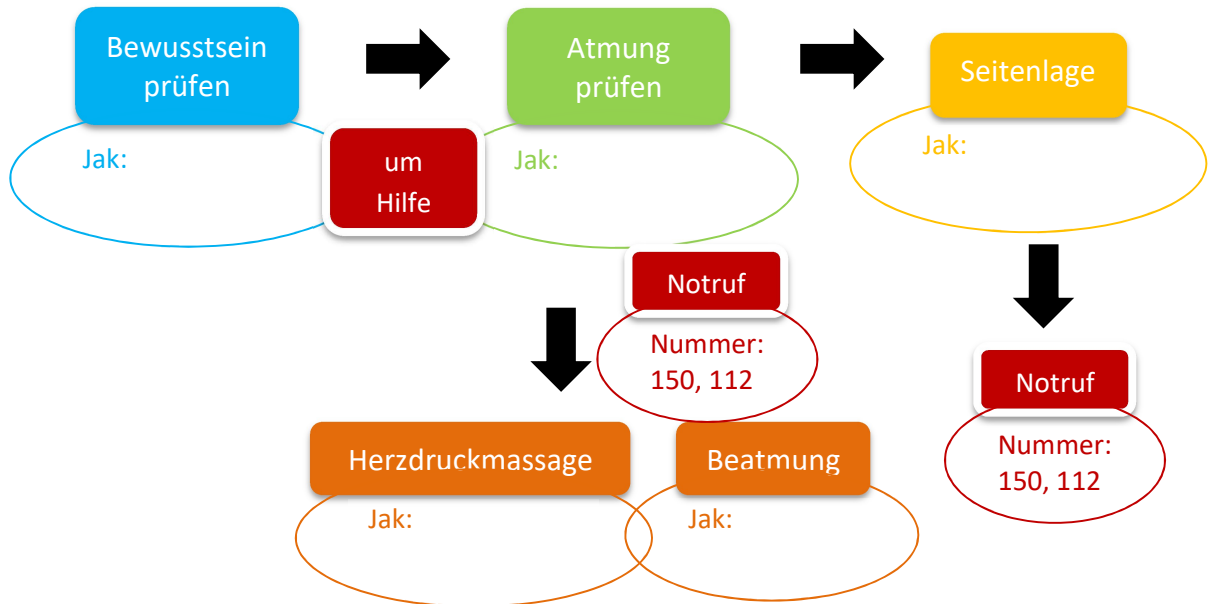 Bewusstsein
prüfen
Jak:
um
Hilfe
Atmung
prüfen
Jak:
Seitenlage
Jak:
Notruf
Nummer:
150, 112
Notruf
Nummer:
150, 112
Herzdruckmassage
Jak:
Beatmung
Jak: